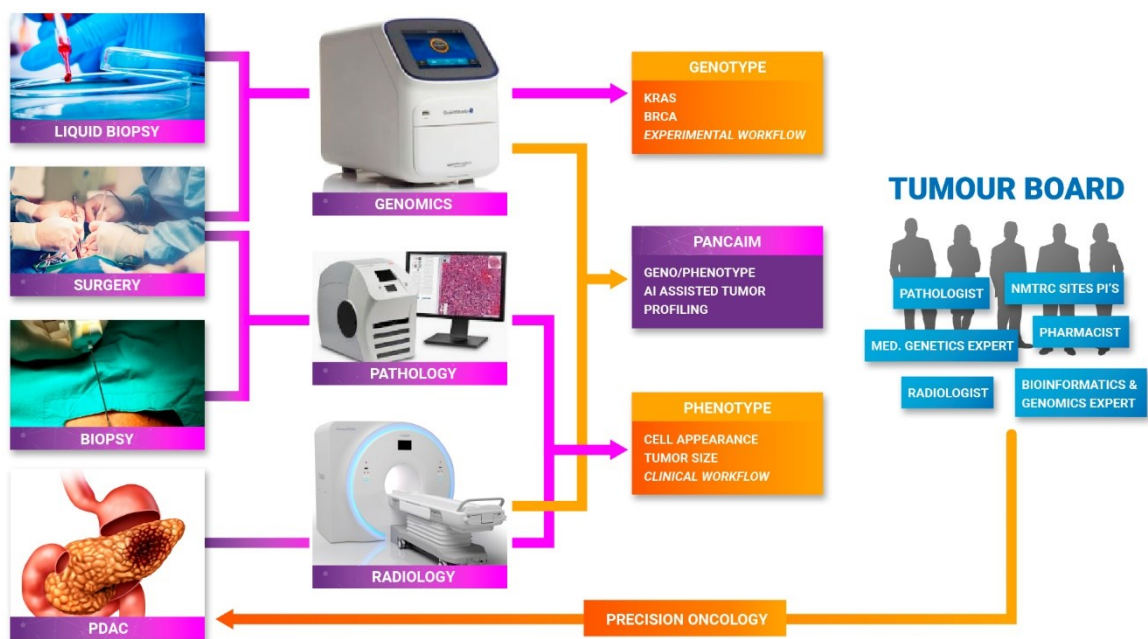 LIQUID BIOPSY
SURGERY
BIOPSY
PDAC
GENOMICS
PATHOLOGY
RADIOLOGY
GENOTYPE
KRAS
BRCA
EXPERIMENTAL WORKFLOW
PANCAIM
GENO/PHENOTYPE
AI ASSISTED TUMOR
PROFILING
PHENOTYPE
CELL APPEARANCE
TUMOR SIZE
CLINICAL WORKFLOW
TUMOUR BOARD
PATHOLOGIST
NMTRC SITES PI'S
PHARMACIST
MED. GENETICS EXPERT
RADIOLOGIST
BIOINFORMATICS &
GENOMICS EXPERT
PRECISION ONCOLOGY